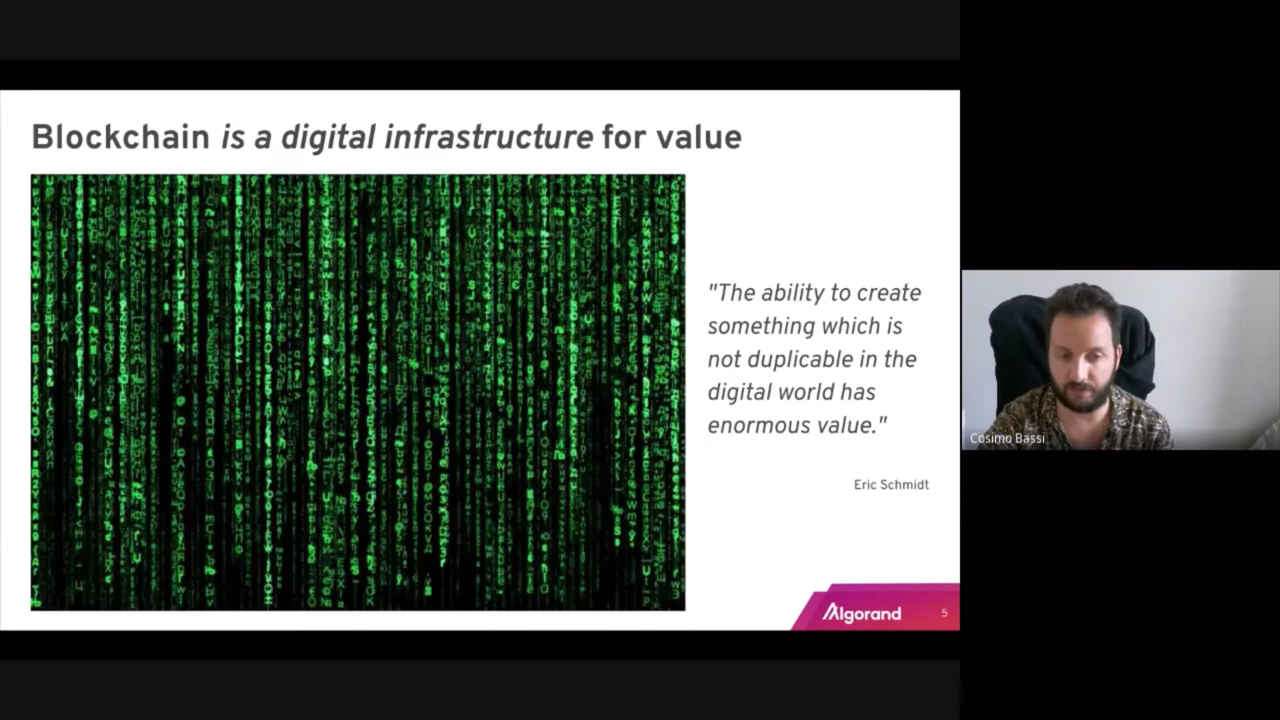 Blockchain is a digital infrastructure for value
"The ability to create
something which is
not duplicable in the
digital world has
enormous value."
Eric Schmidt
Algorand
5
Cosimo Bassi